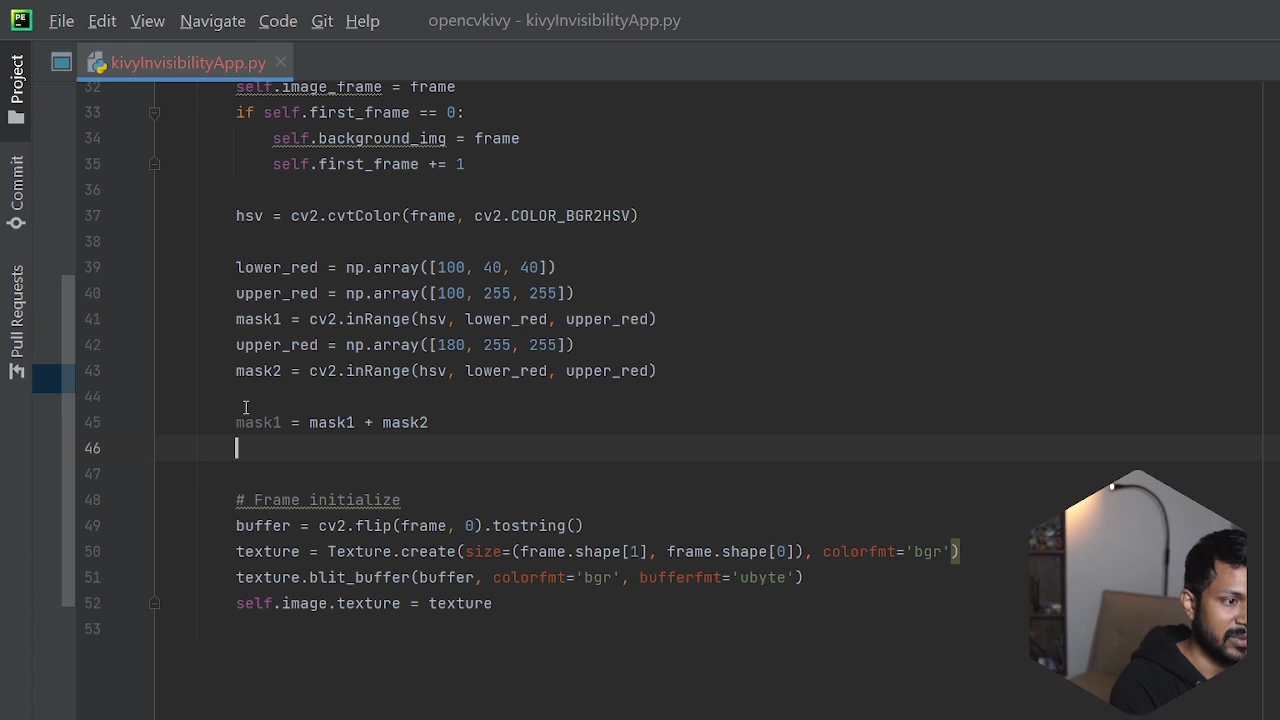 PE File Edit View Navigate Code Git Help opencvkivy - kivyInvisibilityApp.py
kivyInvisibilityApp.py
Project
Commit
Pull Requests
32 self.image_frame = frame
33 if self.first_frame == 0:
34 self.background_img = frame
35 self.first_frame += 1
36
37 hsv = cv2.cvtColor(frame, cv2.COLOR_BGR2HSV)
38
39 lower_red = np.array([100, 40, 40])
40 upper_red = np.array([100, 255, 255])
41 mask1 = cv2.inRange(hsv, lower_red, upper_red)
42 upper_red = np.array([180, 255, 255])
43 mask2 = cv2.inRange(hsv, lower_red, upper_red)
44
45 mask1 = mask1 + mask2
46
47
48 # Frame initialize
49 buffer = cv2.flip(frame, 0).tostring()
50 texture = Texture.create(size=(frame.shape[1], frame.shape[0]), colorfmt='bgr')
51 texture.blit_buffer(buffer, colorfmt='bgr', bufferfmt='ubyte')
52 self.image.texture = texture
53